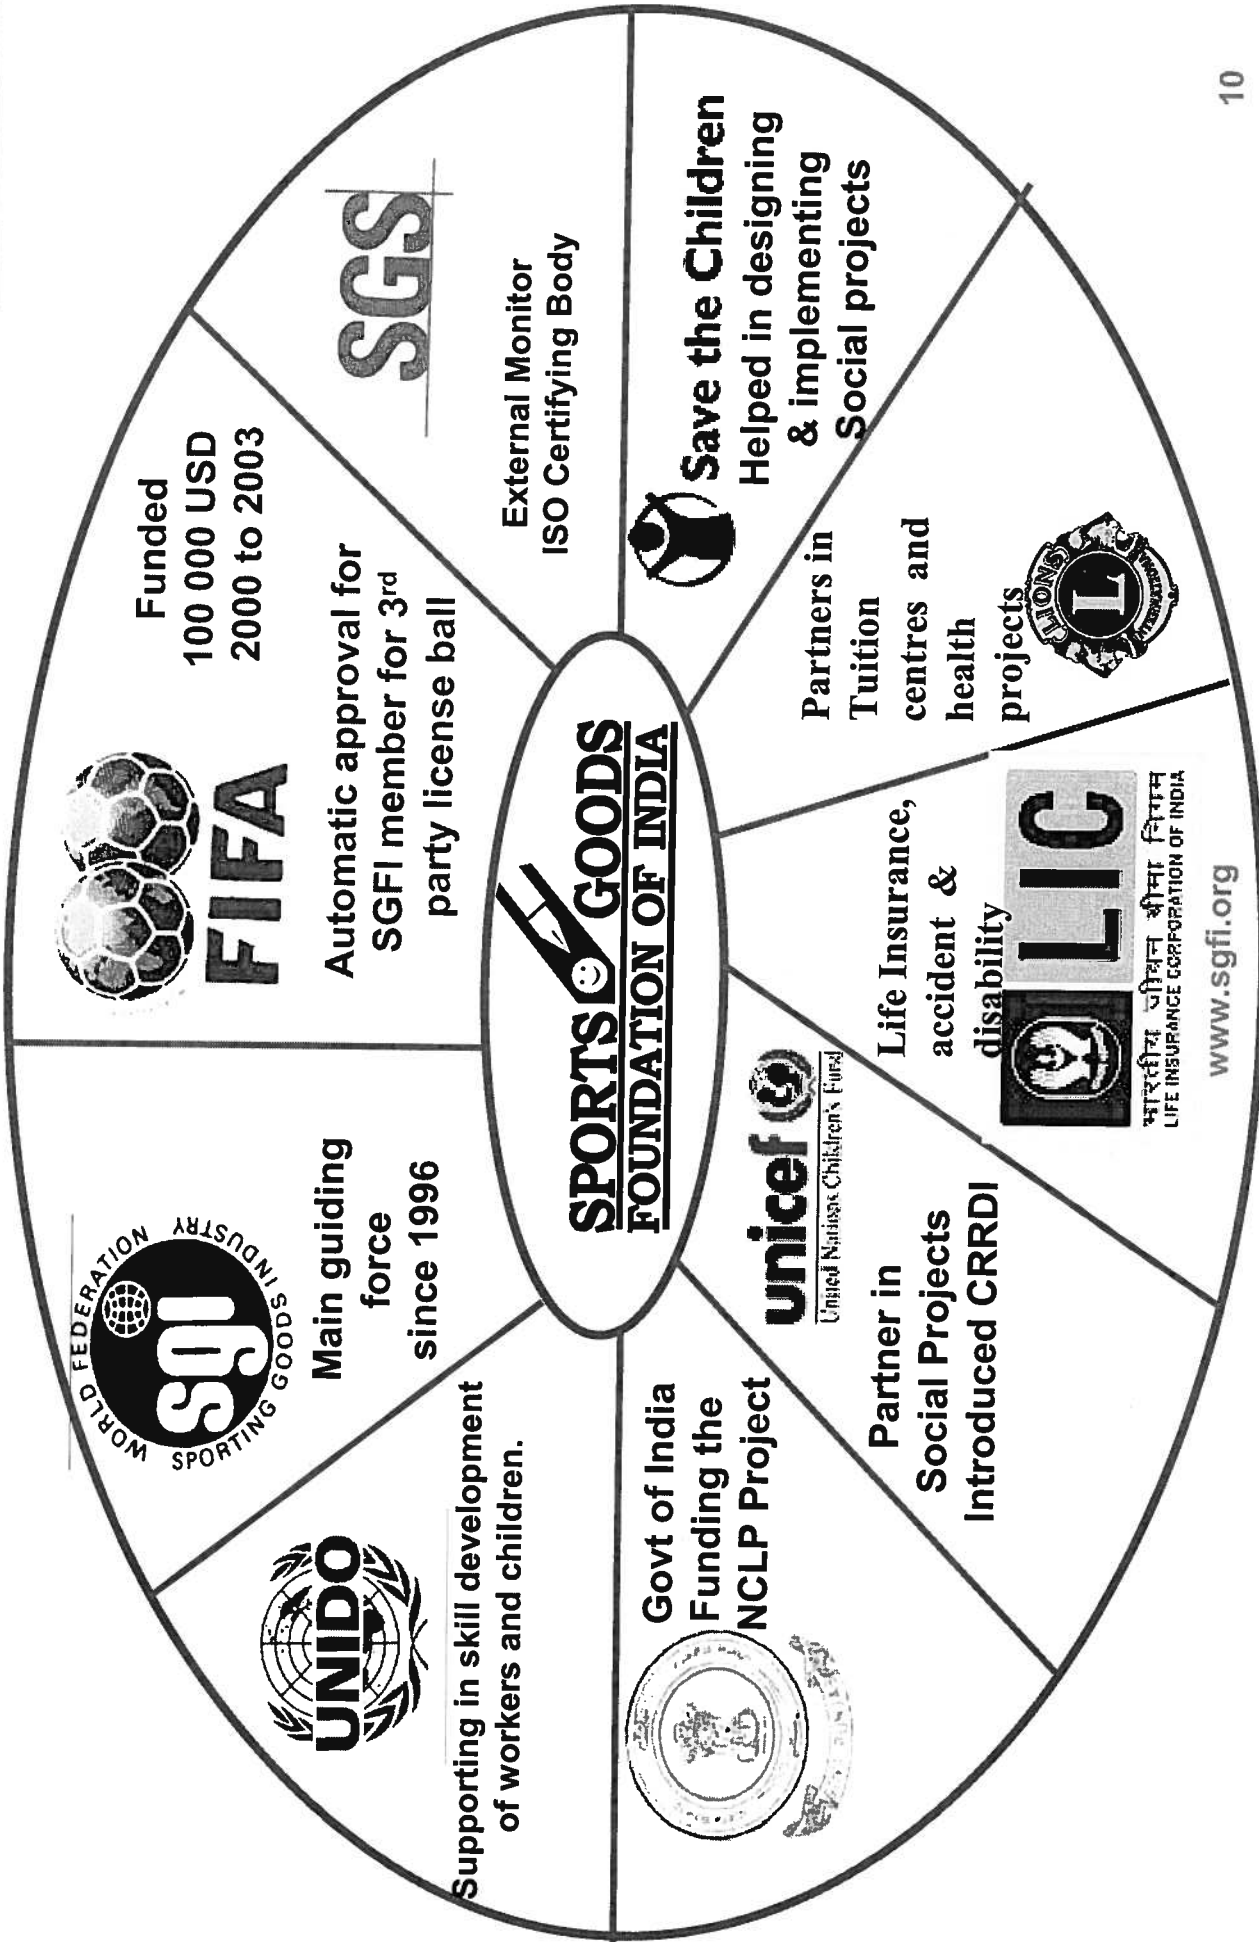 WORLD FEDERATION
sgi
SPORTING GOODS INDUSTRY
Main guiding
force
since 1996
FIFA
Funded
100 000 USD
2000 to 2003
Automatic approval for
SGFI member for 3rd
party license ball
SGS
External Monitor
ISO Certifying Body
Save the Children
Helped in designing
& implementing
Social projects
Partners in
Tuition
centres and
health
projects
LIONS
L
INTERNATIONAL
Life Insurance,
accident &
disability
LIC
भारतीय जीवन बीमा निगम
LIFE INSURANCE CORPORATION OF INDIA
unicef
United Nations Children's Fund
Partner in
Social Projects
Introduced CRRDI
Govt of India
Funding the
NCLP Project
UNIDO
Supporting in skill development
of workers and children.
SPORTS GOODS
FOUNDATION OF INDIA
www.sgfi.org
10